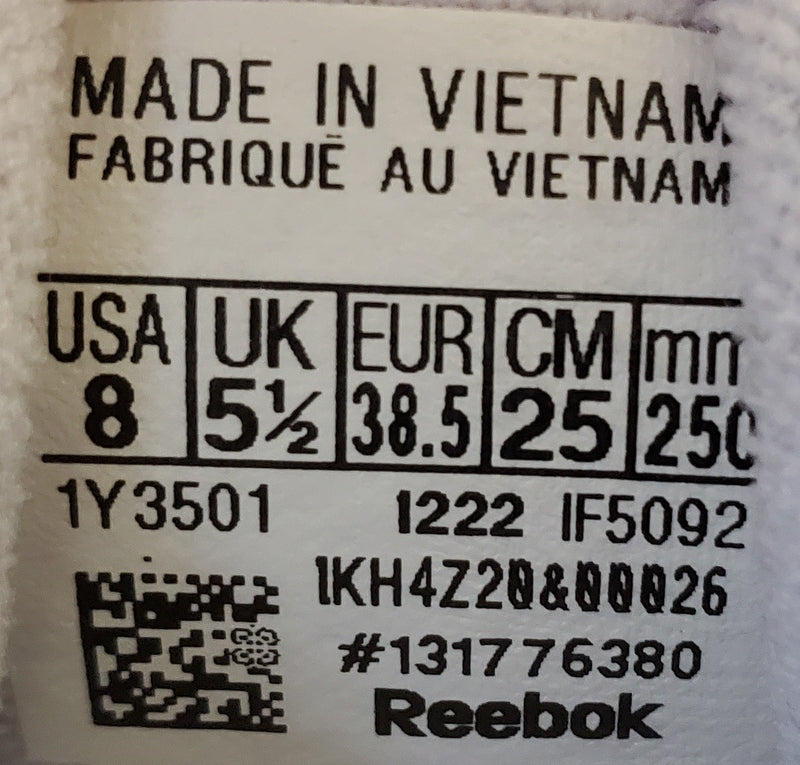 MADE IN VIETNAM
FABRIQUÉ AU VIETNAM
USA UK EUR CM mm
8 5½ 38.5 25 250
1Y3501 1222 IF5092
1KH4Z20&00026
#131776380
Reebok